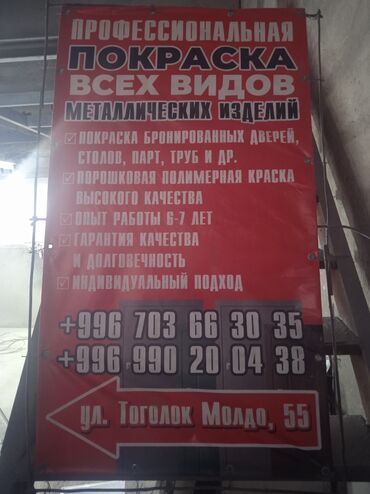 ПРОФЕССИОНАЛЬНАЯ
ПОКРАСКА
ВСЕХ ВИДОВ
МЕТАЛЛИЧЕСКИХ ИЗДЕЛИЙ
ПОКРАСКА БРОНИРОВАННЫХ ДВЕРЕЙ,
СТОЛОВ, ПАРТ, ТРУБ И ДР.
ПОРОШКОВАЯ ПОЛИМЕРНАЯ КРАСКА
ВЫСОКОГО КАЧЕСТВА
ОПЫТ РАБОТЫ 6-7 ЛЕТ
ГАРАНТИЯ КАЧЕСТВА
И ДОЛГОВЕЧНОСТЬ
ИНДИВИДУАЛЬНЫЙ ПОДХОД
+996 703 66 30 35
+996 990 20 04 38
ул. Тоголок Молдо, 55